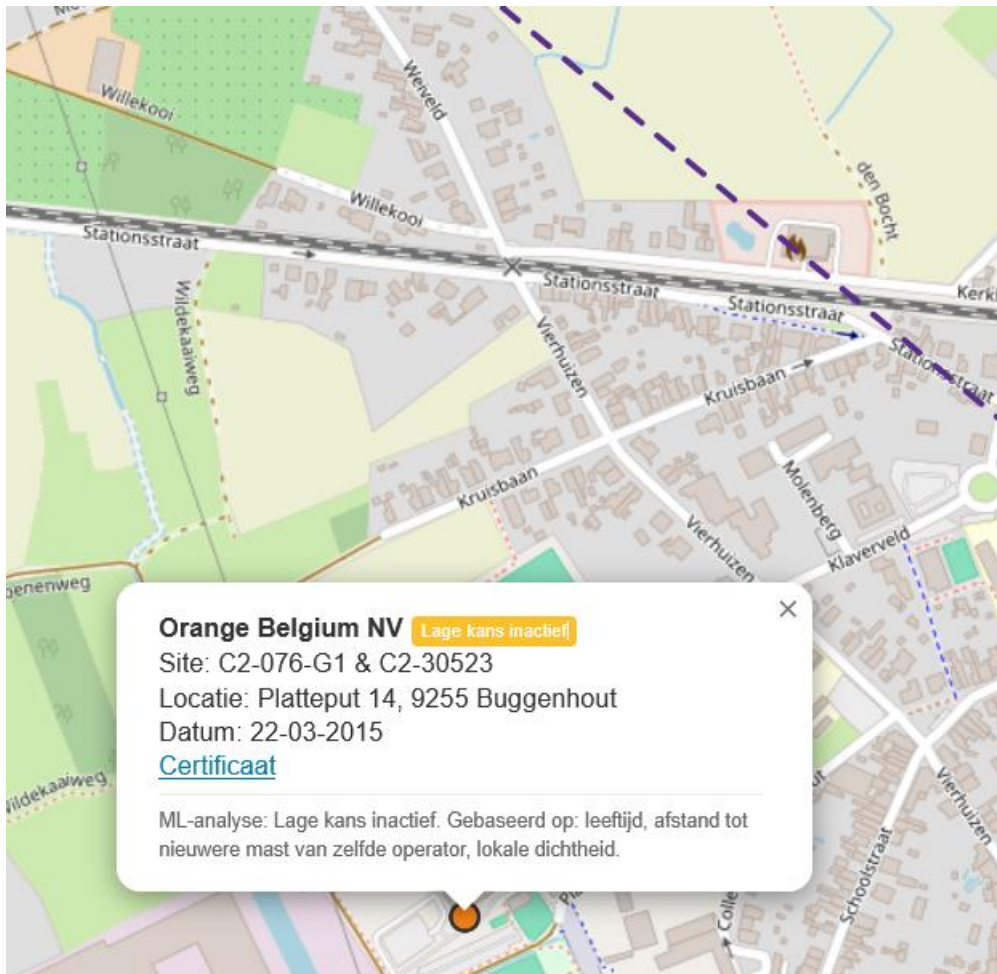 Willekooi
Weiveld
Willekooi
den Bocht
Stationsstraat
Stationsstraat
Stationsstraat
Stationsstraat
Wildekaaiweg
Vierhuizen
Kruisbaan
Kruisbaan
Molenberg
Vierhuizen
Klaverveld
Orange Belgium NV Lage kans inactief
Site: C2-076-G1 & C2-30523
Locatie: Platteput 14, 9255 Buggenhout
Datum: 22-03-2015
Certificaat
ML-analyse: Lage kans inactief. Gebaseerd op: leeftijd, afstand tot
nieuwere mast van zelfde operator, lokale dichtheid.
Vierhuizen
Schoolstraat